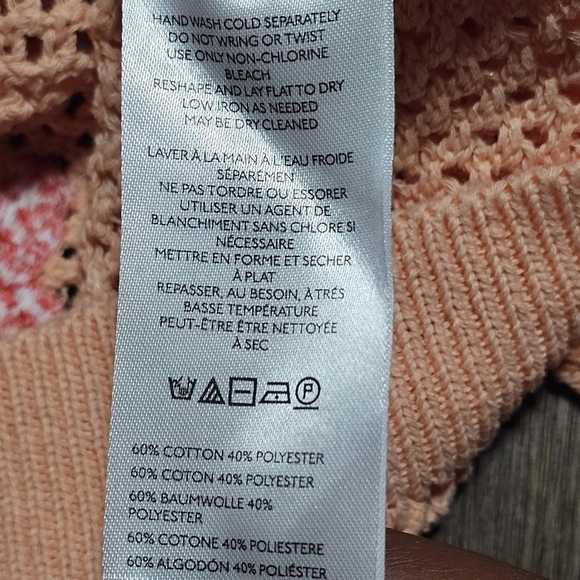 HAND WASH COLD SEPARATELY
DO NOT WRING OR TWIST
USE ONLY NON-CHLORINE
BLEACH
RESHAPE AND LAY FLAT TO DRY
LOW IRON AS NEEDED
MAY BE DRY CLEANED
LAVER À LA MAIN À L'EAU FROIDE
SÉPARÉMENT
NE PAS TORDRE OU ESSORER
UTILISER UN AGENT DE
BLANCHIMENT SANS CHLORE SI
NÉCESSAIRE
METTRE EN FORME ET SECHER
À PLAT
REPASSER, AU BESOIN, À TRÉS
BASSE TEMPÉRATURE
PEUT-ÊTRE ÊTRE NETTOYÉE
À SEC
P
60% COTTON 40% POLYESTER
60% COTON 40% POLYESTER
60% BAUMWOLLE 40%
POLYESTER
60% COTONE 40% POLIESTERE
60% ALGODÓN 40% POLIÉSTER